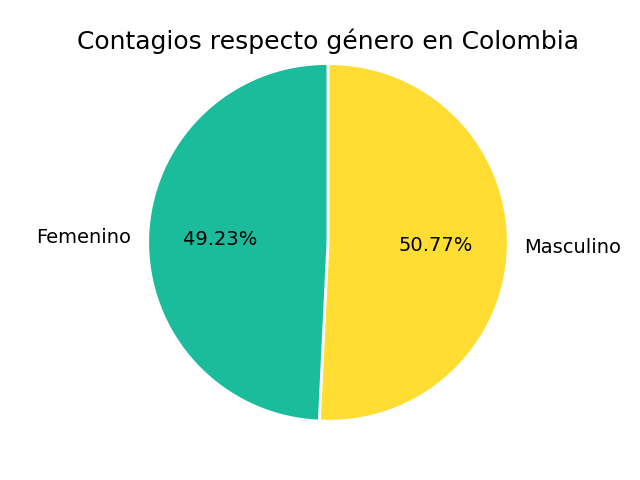 Contagios respecto género en Colombia
Femenino
49.23%
50.77%
Masculino